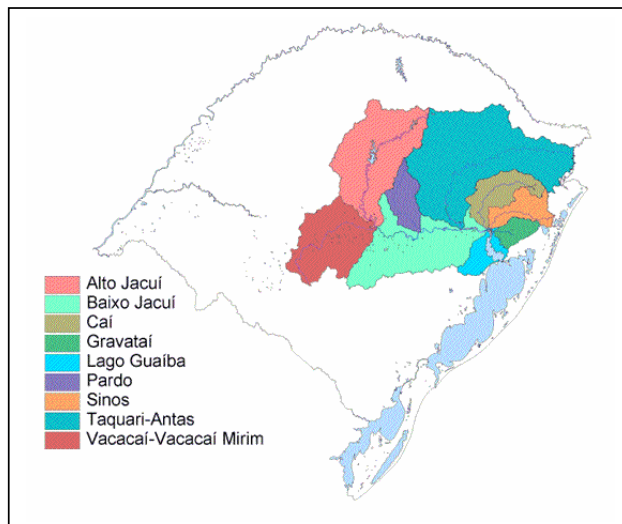 Alto Jacuí
Baixo Jacuí
Caí
Gravataí
Lago Guaíba
Pardo
Sinos
Taquari-Antas
Vacacaí-Vacacaí Mirim